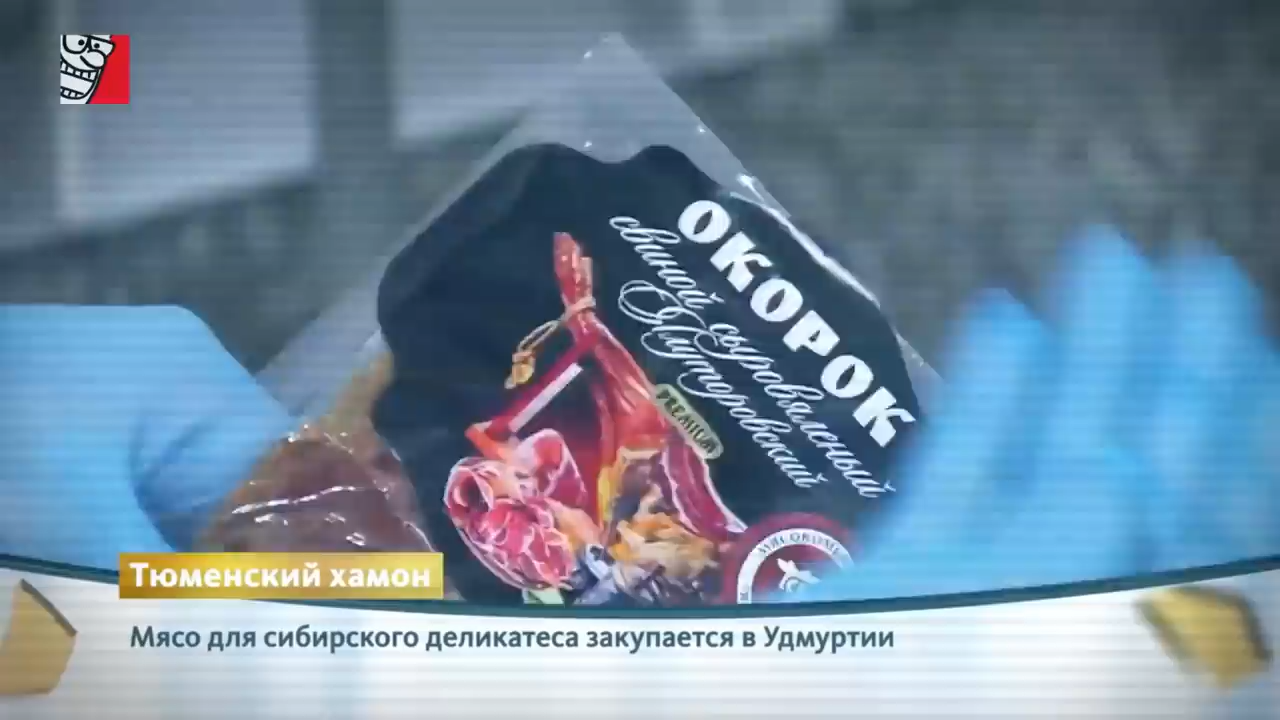 ОКОРОК
свиной сыровяленый
Ялуторовский
PREMIUM
Тюменский хамон
Мясо для сибирского деликатеса закупается в Удмуртии